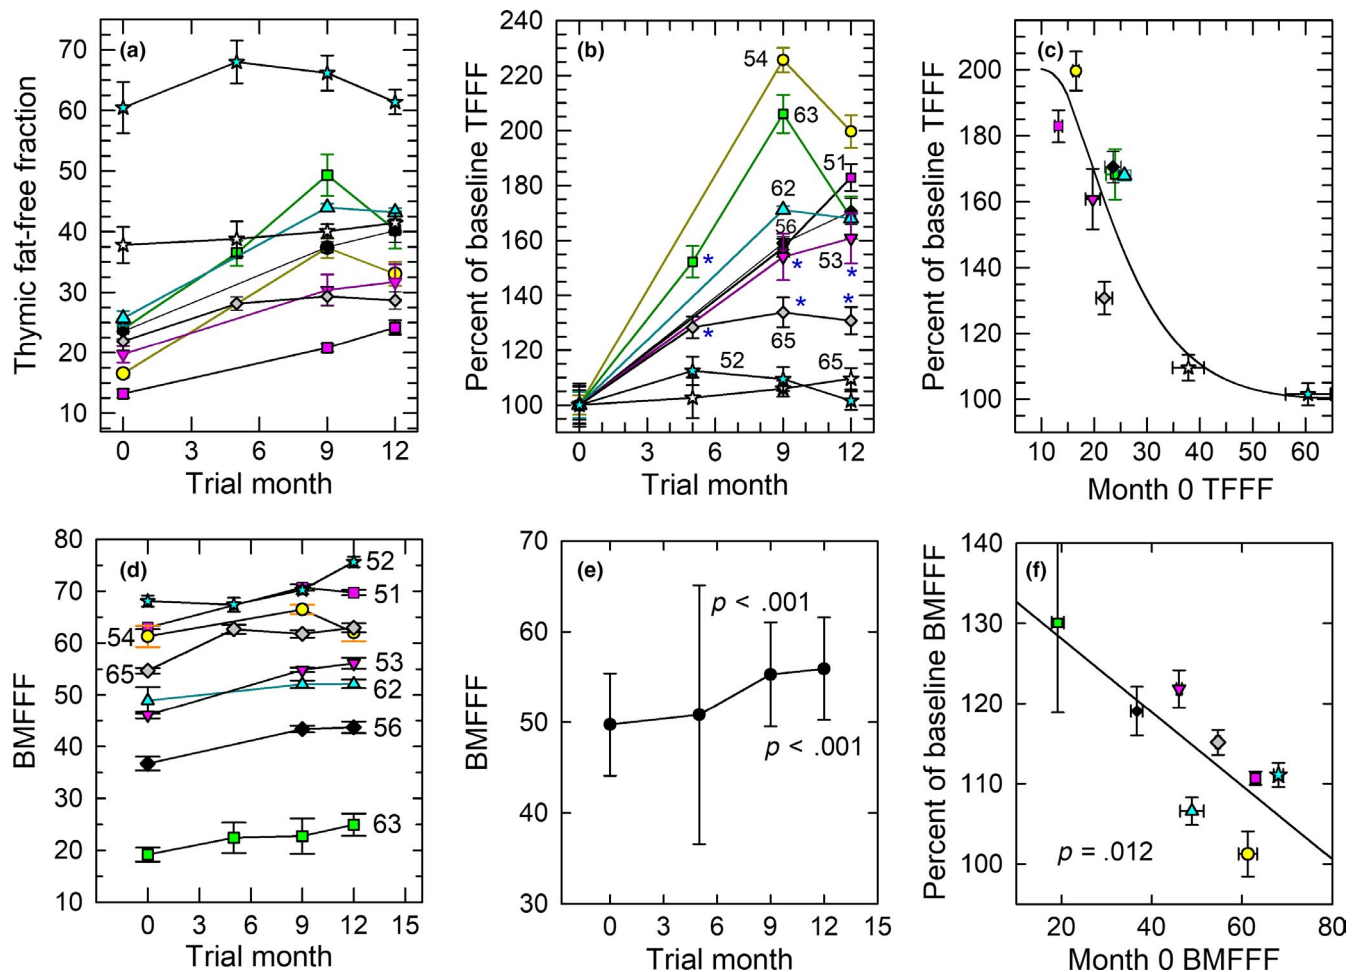 (a)
Thymic fat-free fraction
70
60
50
40
30
20
10
0 3 6 9 12
Trial month
(b)
Percent of baseline TFFF
240
220
200
180
160
140
120
100
54
63
51
62
56
53
* * *
* * *
65
52
65
0 3 6 9 12
Trial month
(c)
Percent of baseline TFFF
200
180
160
140
120
100
10 20 30 40 50 60
Month 0 TFFF
(d)
BMFFF
80
70
60
50
40
30
20
10
52
51
54
65
53
62
56
63
0 3 6 9 12 15
Trial month
(e)
BMFFF
70
60
50
40
30
p < .001
p < .001
0 3 6 9 12 15
Trial month
(f)
Percent of baseline BMFFF
140
130
120
110
100
p = .012
20 40 60 80
Month 0 BMFFF